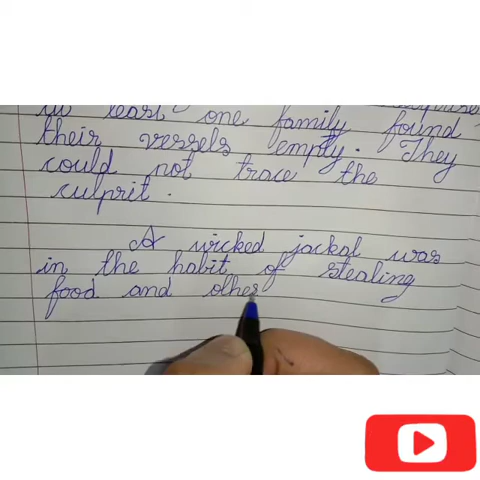 one family found
their vessels empty. They
could not trace the
culprit.
A wicked jackal was
in the habit of stealing
food and other